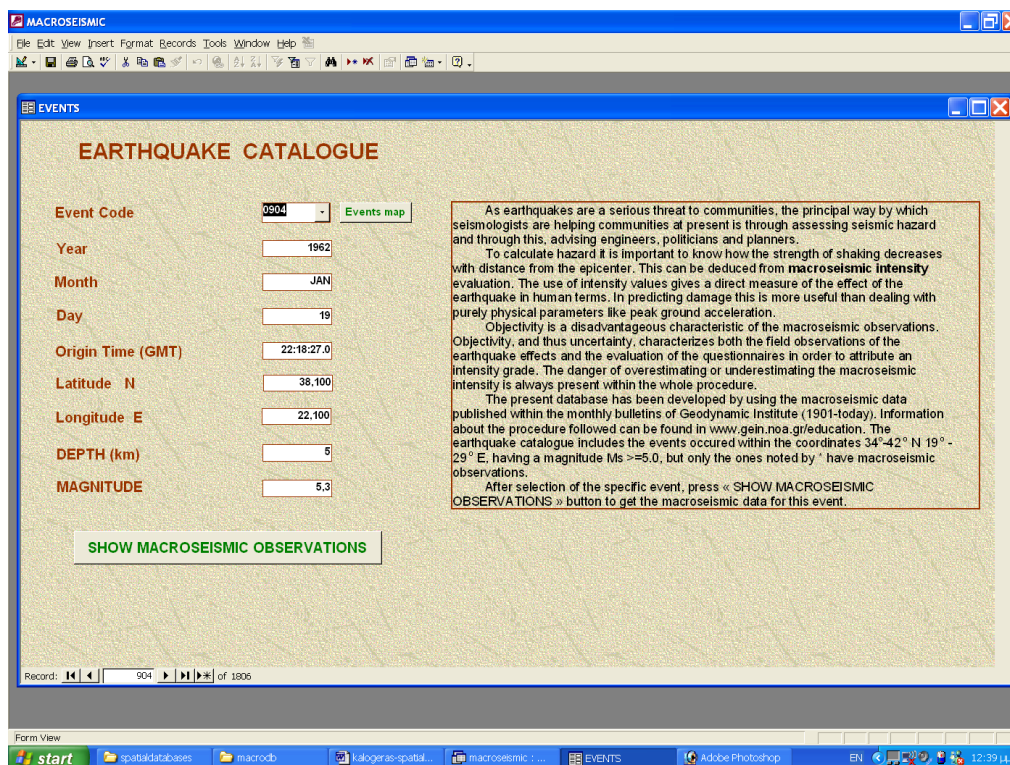 MACROSEISMIC
File Edit View Insert Format Records Tools Window Help
EVENTS
EARTHQUAKE CATALOGUE
Event Code 0904 Events map
Year 1962
Month JAN
Day 19
Origin Time (GMT) 22:18:27.0
Latitude N 38,100
Longitude E 22,100
DEPTH (km) 5
MAGNITUDE 5,3
SHOW MACROSEISMIC OBSERVATIONS
As earthquakes are a serious threat to communities, the principal way by which
seismologists are helping communities at present is through assessing seismic hazard
and through this, advising engineers, politicians and planners.
To calculate hazard it is important to know how the strength of shaking decreases
with distance from the epicenter. This can be deduced from macroseismic intensity
evaluation. The use of intensity values gives a direct measure of the effect of the
earthquake in human terms. In predicting damage this is more useful than dealing with
purely physical parameters like peak ground acceleration.
Objectivity is a disadvantageous characteristic of the macroseismic observations.
Objectivity, and thus uncertainty, characterizes both the field observations of the
earthquake effects and the evaluation of the questionnaires in order to attribute an
intensity grade. The danger of overestimating or underestimating the macroseismic
intensity is always present within the whole procedure.
The present database has been developed by using the macroseismic data
published within the monthly bulletins of Geodynamic Institute (1901-today). Information
about the procedure followed can be found in www.gein.noa.gr/education. The
earthquake catalogue includes the events occured within the coordinates 34°-42° N 19° -
29° E, having a magnitude Ms >=5.0, but only the ones noted by * have macroseismic
observations.
After selection of the specific event, press « SHOW MACROSEISMIC
OBSERVATIONS » button to get the macroseismic data for this event.
Record: 904 of 1806
Form View
start spatialdatabases macrodb kalogeras-spatial... macroseismic : ... EVENTS Adobe Photoshop EN 12:39 μμ